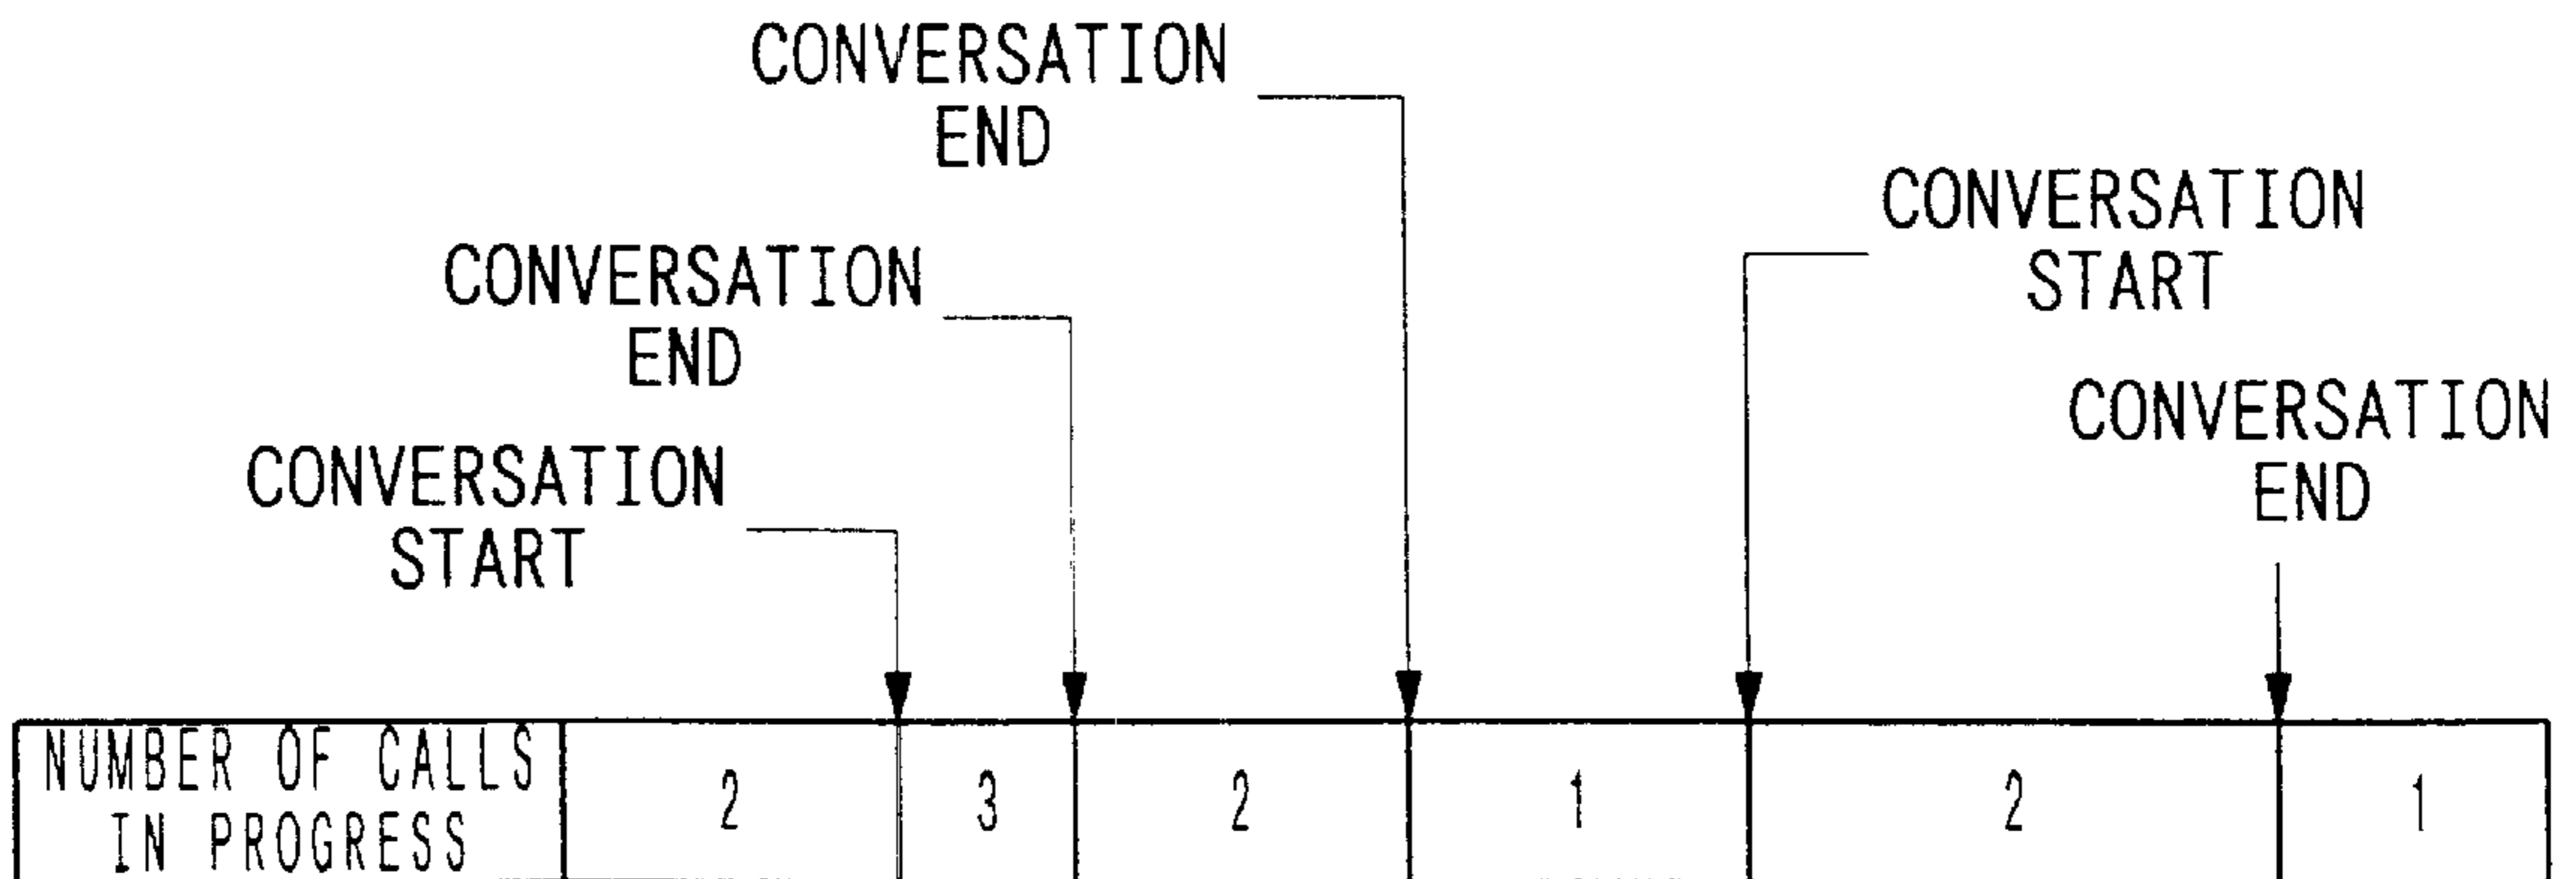 CONVERSATION
END
CONVERSATION
START
CONVERSATION
END
CONVERSATION
END
CONVERSATION
START
NUMBER OF CALLS
IN PROGRESS
2 3 2 1 2 1